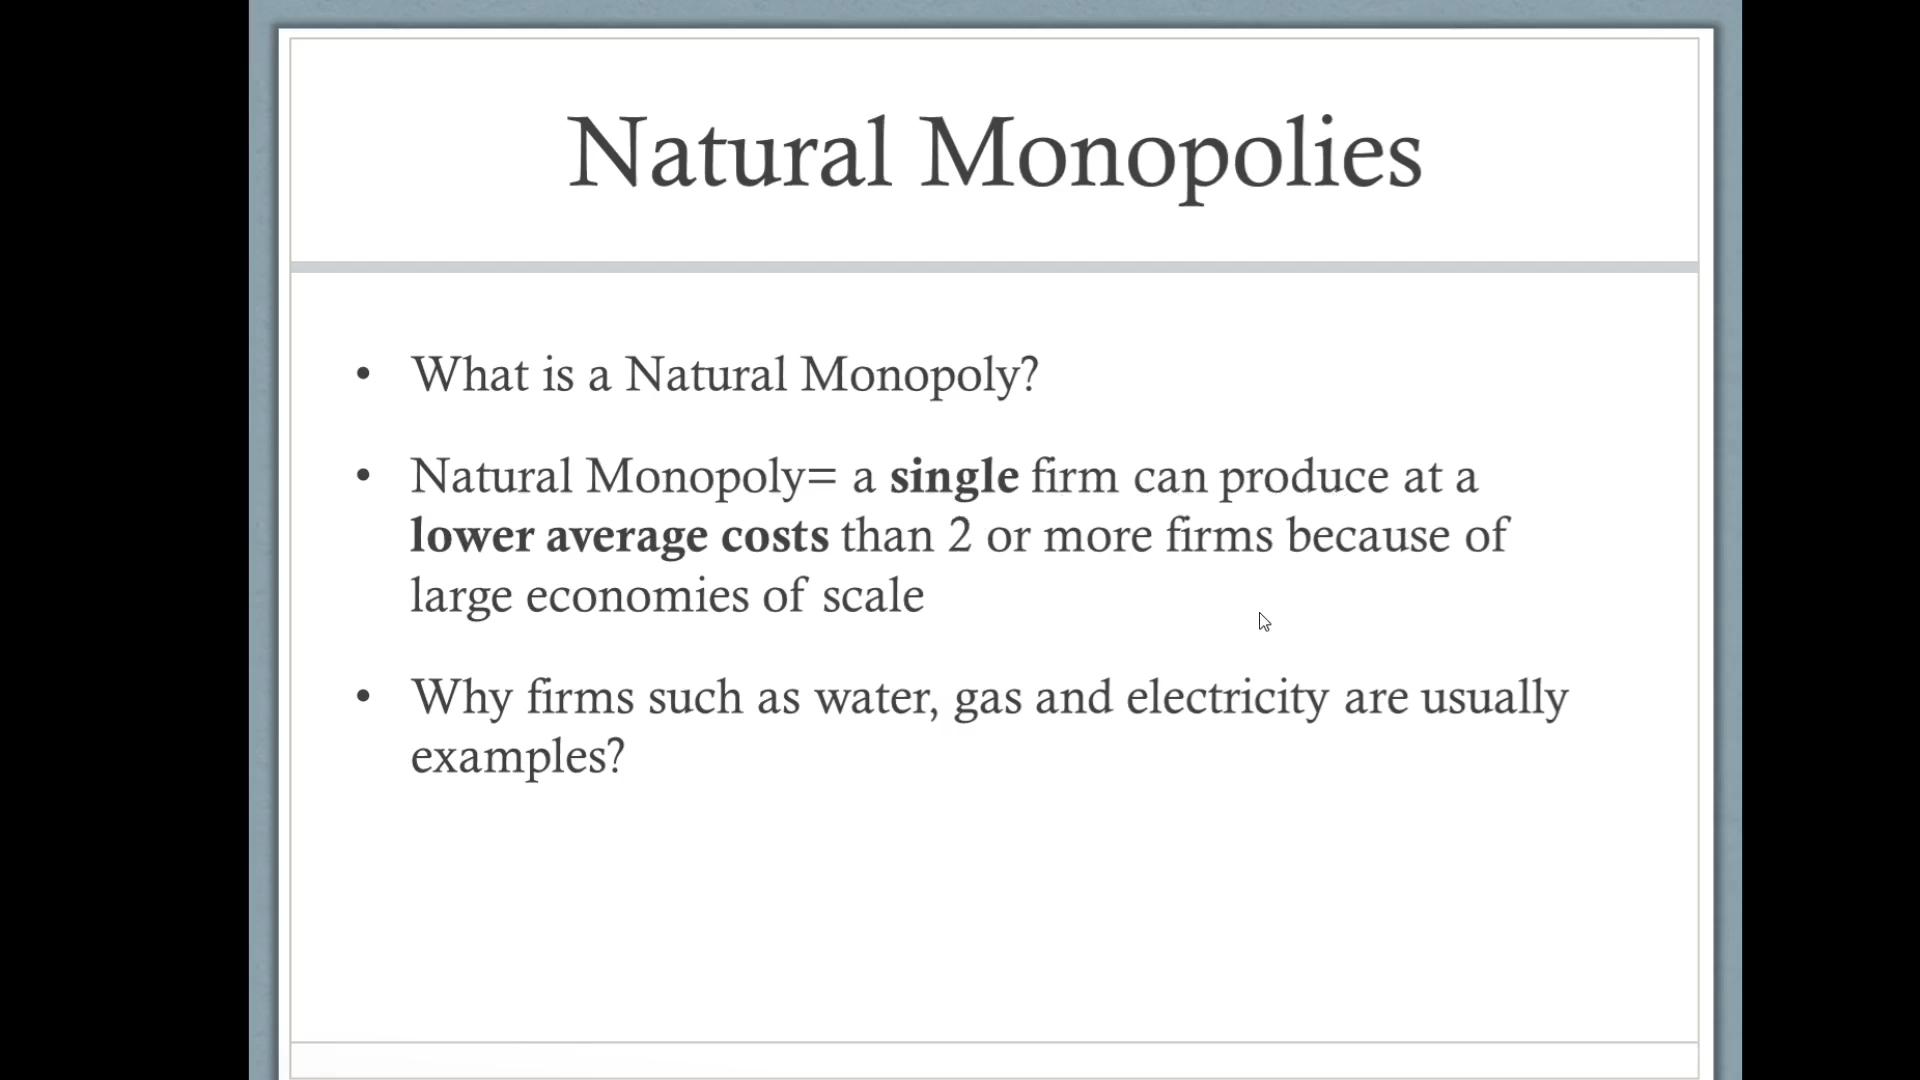 Natural Monopolies
• What is a Natural Monopoly?
• Natural Monopoly= a single firm can produce at a
lower average costs than 2 or more firms because of
large economies of scale
• Why firms such as water, gas and electricity are usually
examples?